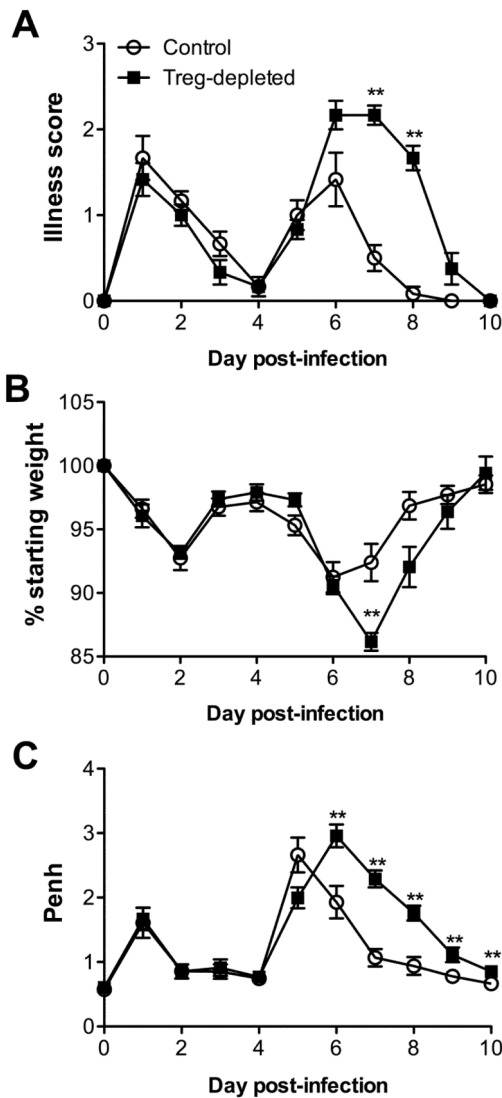 A
Control
Treg-depleted
3
2
1
0
Illness score
** **
0 2 4 6 8 10
Day post-infection
B
105
100
95
90
85
% starting weight
**
0 2 4 6 8 10
Day post-infection
C
4
3
2
1
0
Penh
** ** ** ** **
0 2 4 6 8 10
Day post-infection